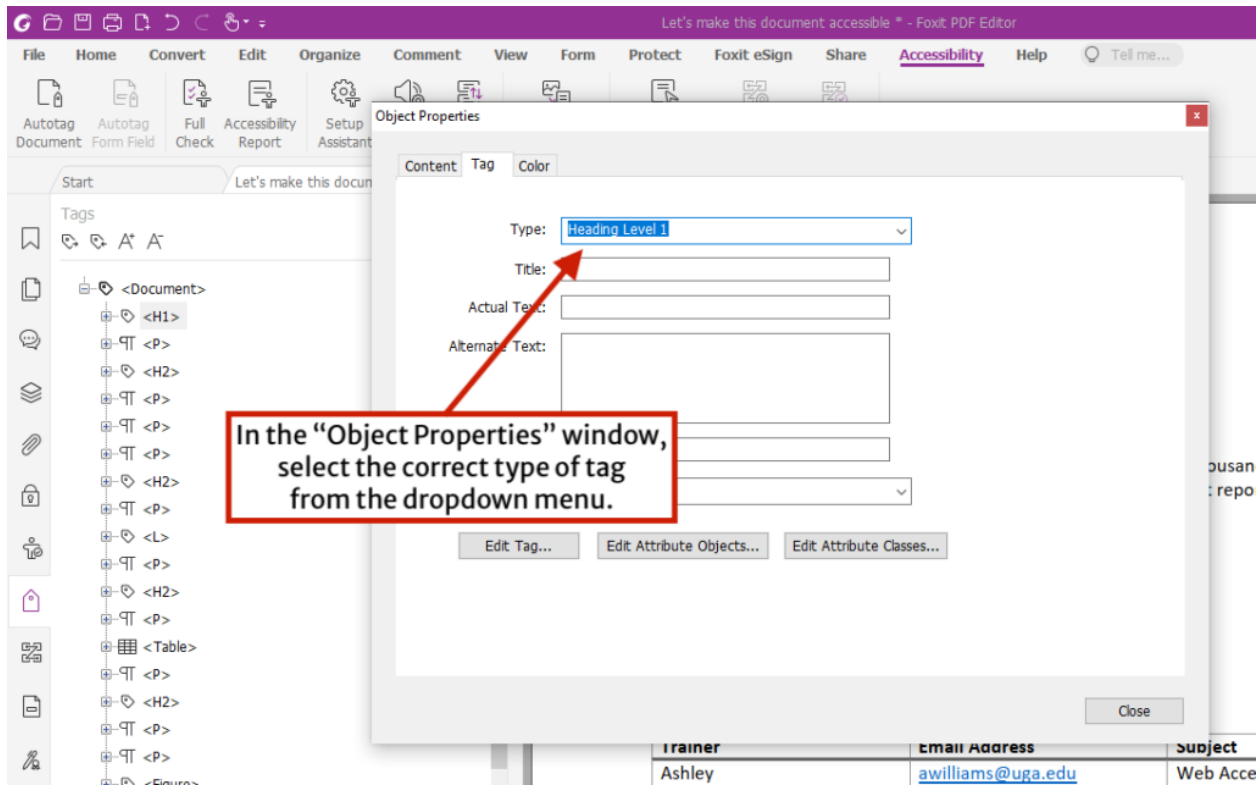 Let's make this document accessible * - Foxit PDF Editor
File Home Convert Edit Organize Comment View Form Protect Foxit eSign Share Accessibility Help Tell me...
Autotag Document
Autotag Form Field
Full Check
Accessibility Report
Setup Assistant
Start
Let's make this docun
Tags
A+ A-
<Document>
<H1>
<P>
<H2>
<P>
<P>
<P>
<H2>
<P>
<L>
<P>
<H2>
<P>
<Table>
<P>
<H2>
<P>
<P>
<Figure>
Object Properties
x
Content Tag Color
Type: Heading Level 1
Title:
Actual Text:
Alternate Text:
In the “Object Properties” window,
select the correct type of tag
from the dropdown menu.
Edit Tag... Edit Attribute Objects... Edit Attribute Classes...
Close
ousan
repo
Trainer Email Address Subject
Ashley awilliams@uga.edu Web Acce